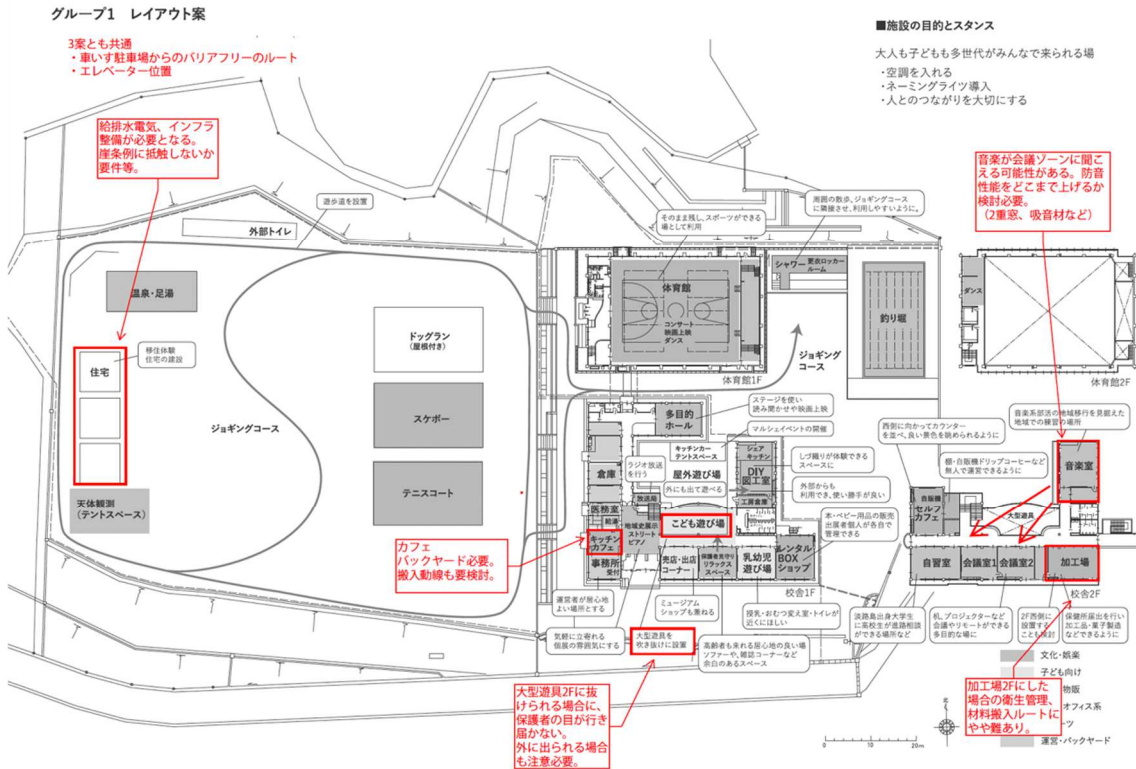 グループ1　レイアウト案
3案とも共通
・車いす駐車場からのバリアフリーのルート
・エレベーター位置
■施設の目的とスタンス
大人も子どもも多世代がみんなで来られる場
・空調を入れる
・ネーミングライツ導入
・人とのつながりを大切にする
給排水電気、インフラ
整備が必要となる。
崖条例に抵触しないか
要件等。
音楽が会議ゾーンに聞こ
える可能性がある。防音
性能をどこまで上げるか
検討必要。
（2重窓、吸音材など）
遊歩道を設置
外部トイレ
温泉・足湯
移住体験
住宅の建設
住宅
ジョギングコース
天体観測
（テントスペース）
ドッグラン
（屋根付き）
スケボー
テニスコート
そのまま残し、スポーツができる
場として利用
周囲の散歩、ジョギングコース
に隣接させ、利用しやすいように。
シャワー
更衣ロッカー
ルーム
体育館
コンサート
映画上映
ダンス
体育館1F
ジョギング
コース
釣り堀
ダンス
体育館2F
多目的
ホール
ステージを使い
読み聞かせや映画上映
マルシェイベントの開催
キッチンカー
テントスペース
屋外遊び場
シェア
キッチン
DIY
図工室
工房倉庫
しづ織りが体験できる
スペースに
外部からも
利用でき、使い勝手が良い
本・ベビー用品の販売
出展者個人が各自で
管理できる
ラジオ放送
を行う
外にも出て遊べる
倉庫
放送局
医務室
給湯
キッチン
カフェ
事務所
受付
地域史展示
ストリート
ピアノ
こども遊び場
売店・出店
コーナー
保護者見守り
リラックス
スペース
乳幼児
遊び場
レンタル
BOX
ショップ
校舎1F
カフェ
バックヤード必要。
搬入動線も要検討。
運営者が居心地
よい場所とする
気軽に立寄れる
個展の雰囲気にする
ミュージアム
ショップも兼ねる
大型遊具を
吹き抜けに設置
授乳・おむつ変え室・トイレが
近くにほしい
高齢者も来れる居心地の良い場
ソファーや、雑誌コーナーなど
余白のあるスペース
大型遊具2Fに抜
けられる場合に、
保護者の目が行き
届かない。
外に出られる場合
も注意必要。
西側に向かってカウンター
を並べ、良い景色を眺められるように
音楽系部活の地域移行を見据えた
地域での練習の場所
棚・自販機ドリップコーヒーなど
無人で運営できるように
音楽室
自販機
セルフ
カフェ
大型遊具
自習室
会議室1
会議室2
加工場
校舎2F
淡路島出身大学生
に高校生が進路相談
ができる場所など
机、プロジェクターなど
会議やリモートができる
多目的な場に
2F西側に
設置する
ことも検討
保健所届出を行い
加工品・菓子製造
などできるように
文化・娯楽
子ども向け
物販
オフィス系
ーツ
運営・バックヤード
加工場2Fにした
場合の衛生管理、
材料搬入ルートに
やや難あり。
0 10 20m